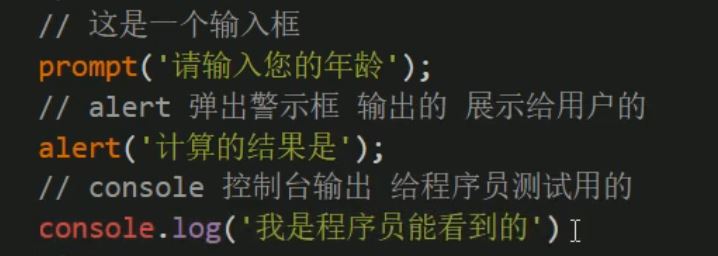 // 这是一个输入框
prompt('请输入您的年龄');
// alert 弹出警示框 输出的 展示给用户的
alert('计算的结果是');
// console 控制台输出 给程序员测试用的
console.log('我是程序员能看到的')